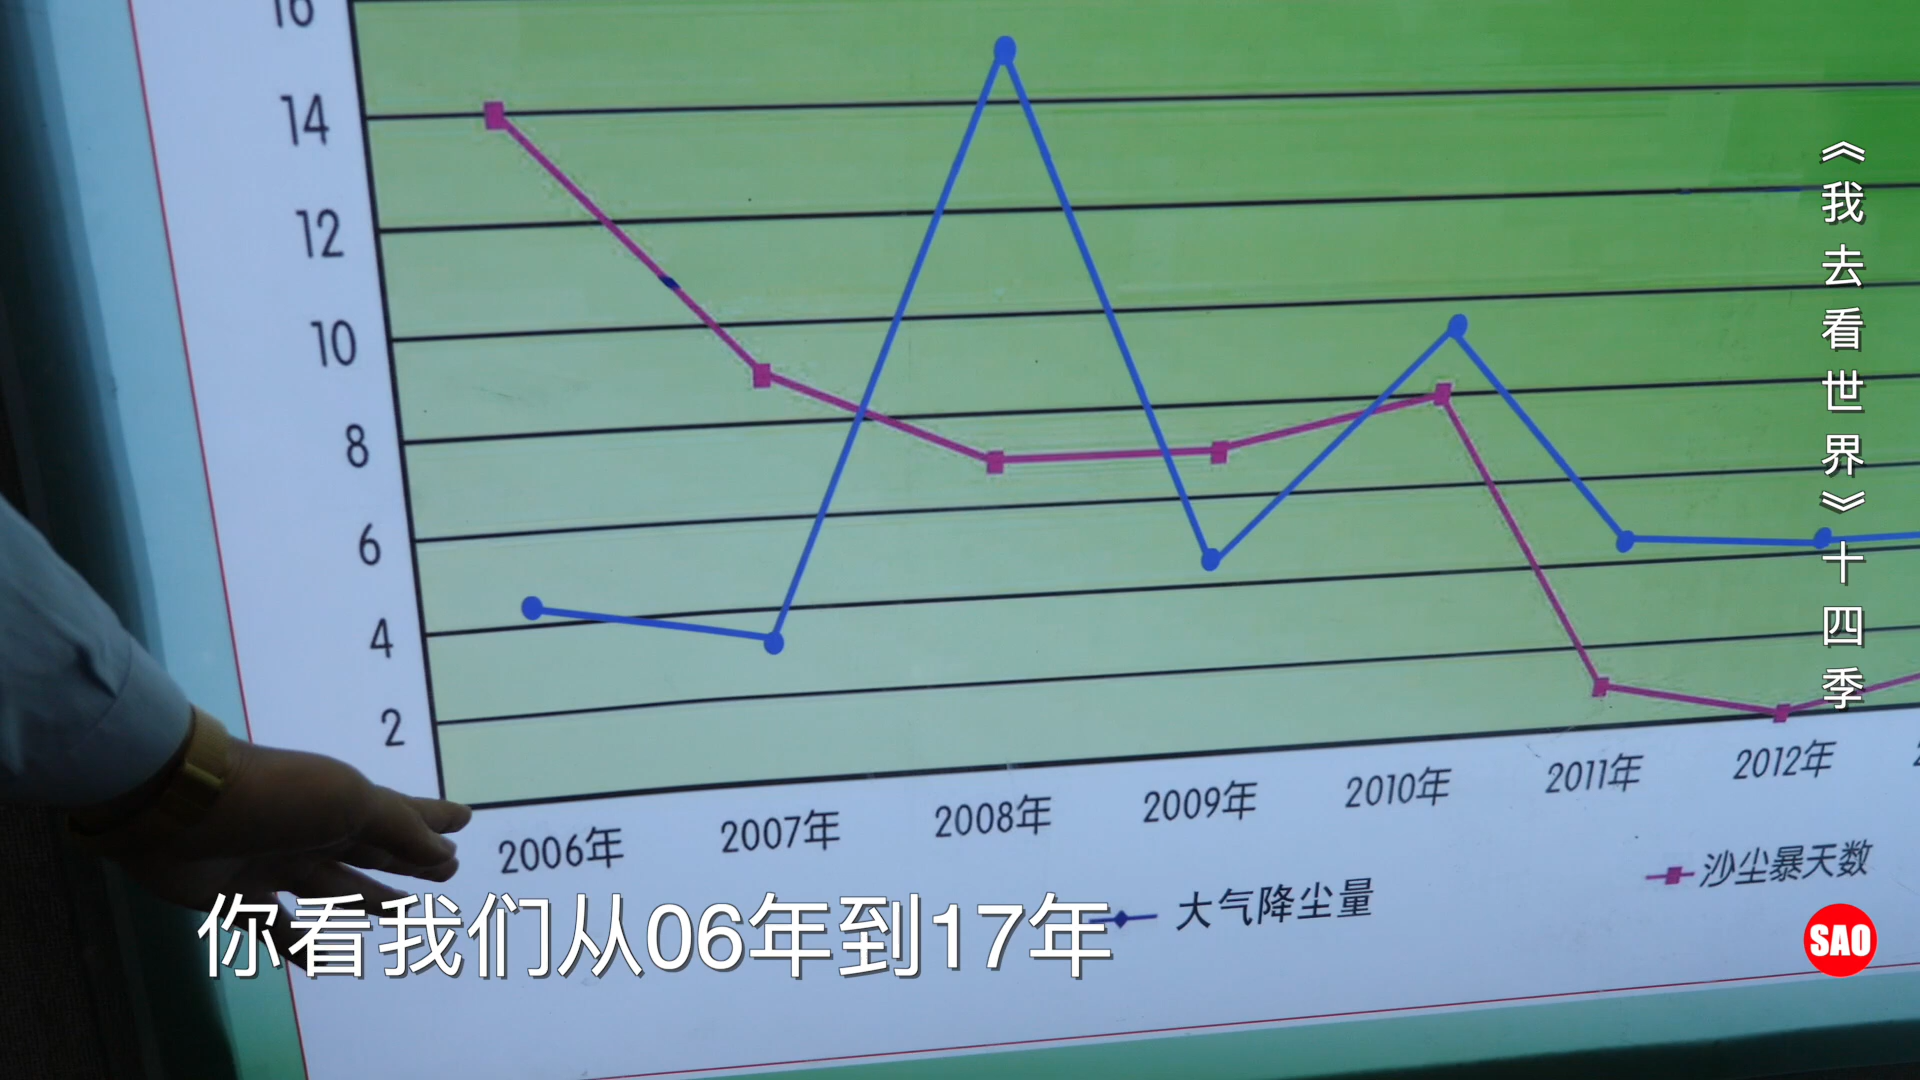 16
14
12
10
8
6
4
2
2006年
2007年
2008年
2009年
2010年
2011年
2012年
大气降尘量
沙尘暴天数
你看我们从06年到17年
《我去看世界》十四季
SAO